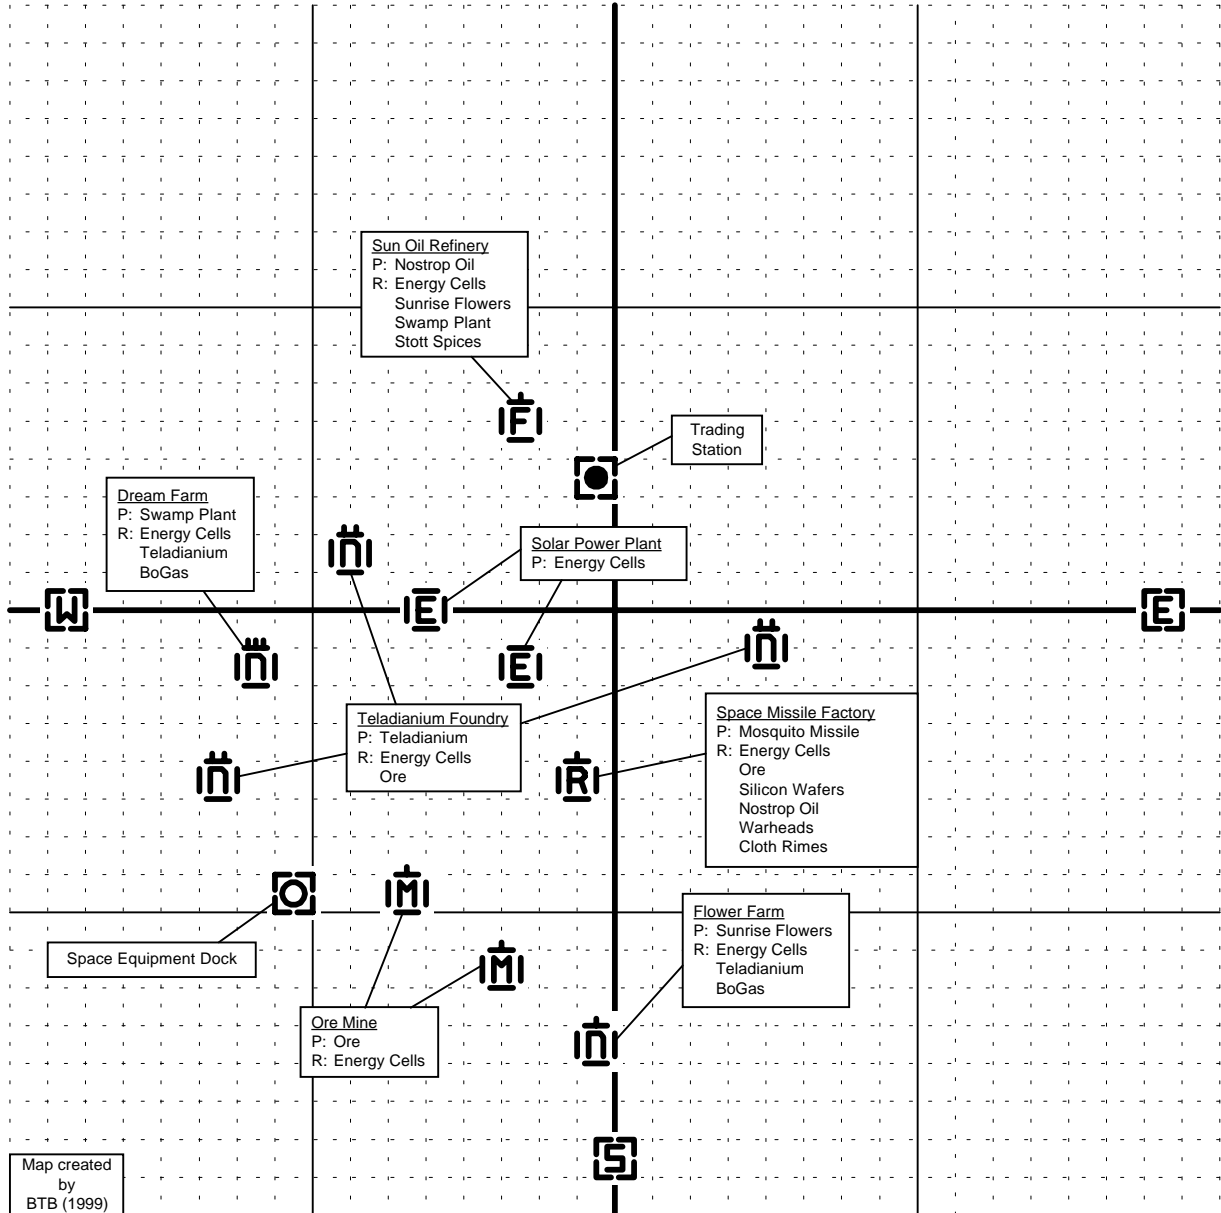 Sun Oil Refinery
P: Nostrop Oil
R: Energy Cells
Sunrise Flowers
Swamp Plant
Stott Spices
F
Trading
Station
Dream Farm
P: Swamp Plant
R: Energy Cells
Teladianium
BoGas
n
Solar Power Plant
P: Energy Cells
W
E
E
n
E
n
Teladianium Foundry
P: Teladianium
R: Energy Cells
Ore
Space Missile Factory
P: Mosquito Missile
R: Energy Cells
Ore
Silicon Wafers
Nostrop Oil
Warheads
Cloth Rimes
n
R
O
M
Space Equipment Dock
M
Flower Farm
P: Sunrise Flowers
R: Energy Cells
Teladianium
BoGas
Ore Mine
P: Ore
R: Energy Cells
n
S
Map created
by
BTB (1999)